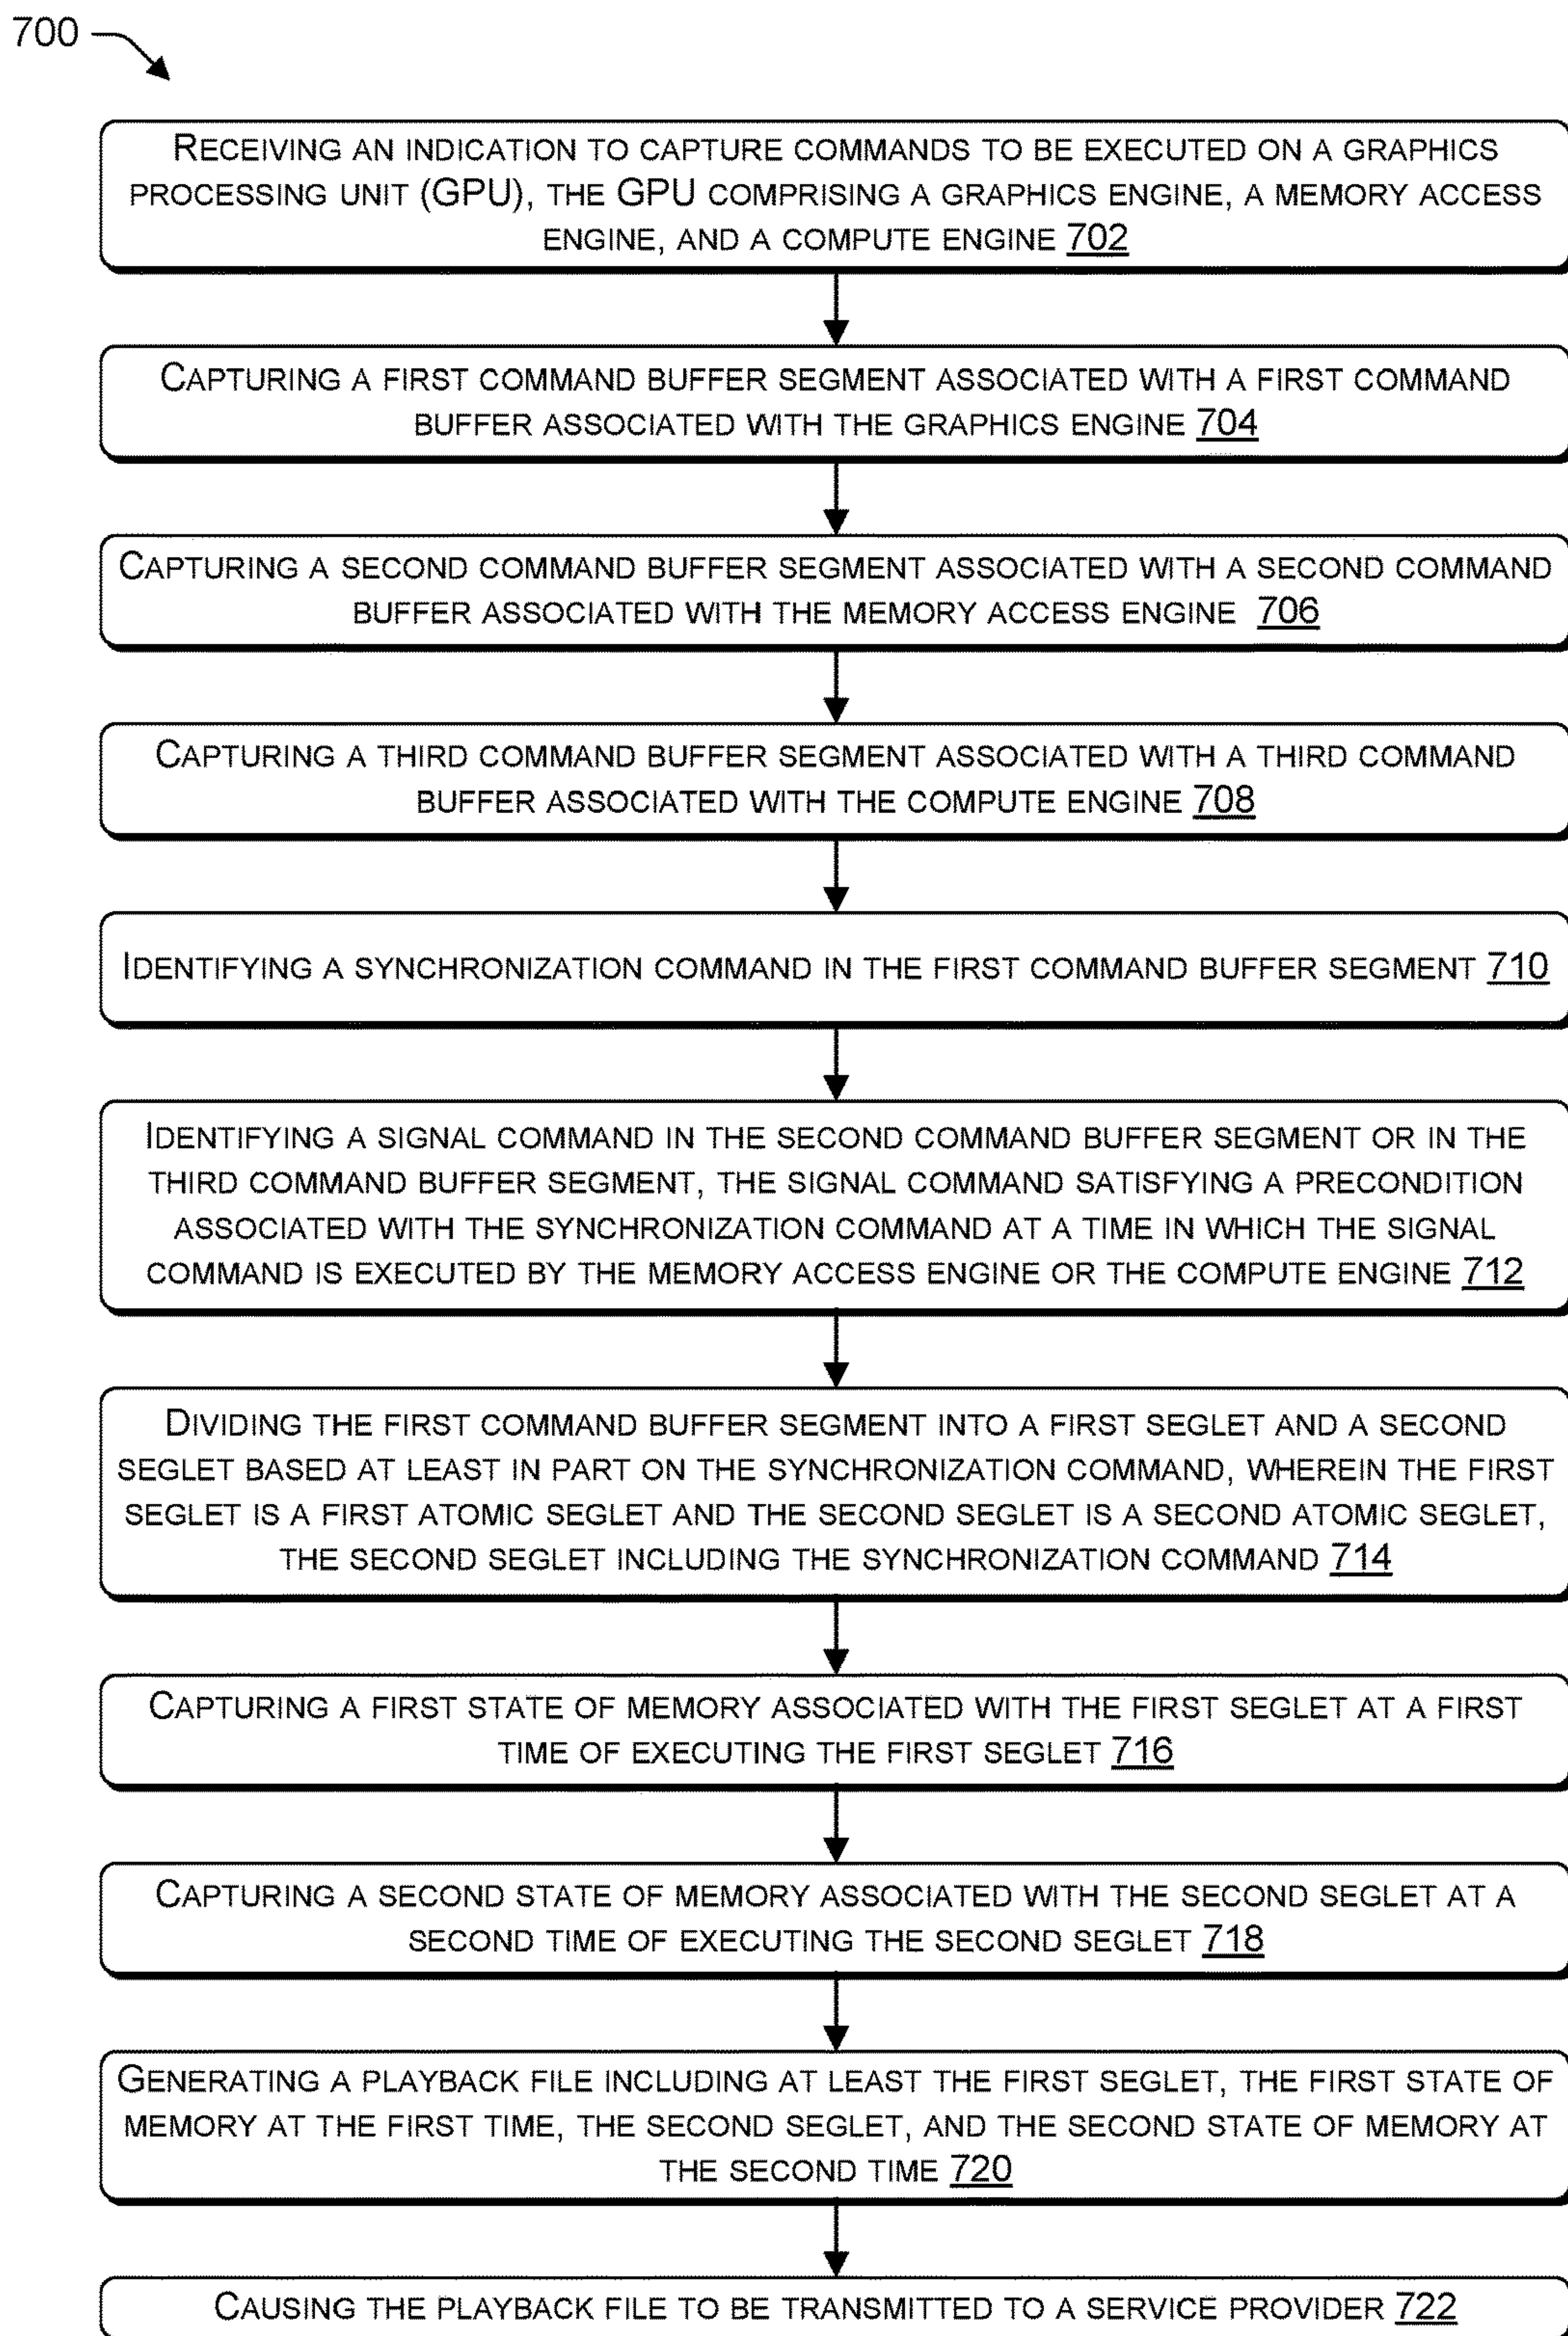 700
RECEIVING AN INDICATION TO CAPTURE COMMANDS TO BE EXECUTED ON A GRAPHICS
PROCESSING UNIT (GPU), THE GPU COMPRISING A GRAPHICS ENGINE, A MEMORY ACCESS
ENGINE, AND A COMPUTE ENGINE 702
CAPTURING A FIRST COMMAND BUFFER SEGMENT ASSOCIATED WITH A FIRST COMMAND
BUFFER ASSOCIATED WITH THE GRAPHICS ENGINE 704
CAPTURING A SECOND COMMAND BUFFER SEGMENT ASSOCIATED WITH A SECOND COMMAND
BUFFER ASSOCIATED WITH THE MEMORY ACCESS ENGINE 706
CAPTURING A THIRD COMMAND BUFFER SEGMENT ASSOCIATED WITH A THIRD COMMAND
BUFFER ASSOCIATED WITH THE COMPUTE ENGINE 708
IDENTIFYING A SYNCHRONIZATION COMMAND IN THE FIRST COMMAND BUFFER SEGMENT 710
IDENTIFYING A SIGNAL COMMAND IN THE SECOND COMMAND BUFFER SEGMENT OR IN THE
THIRD COMMAND BUFFER SEGMENT, THE SIGNAL COMMAND SATISFYING A PRECONDITION
ASSOCIATED WITH THE SYNCHRONIZATION COMMAND AT A TIME IN WHICH THE SIGNAL
COMMAND IS EXECUTED BY THE MEMORY ACCESS ENGINE OR THE COMPUTE ENGINE 712
DIVIDING THE FIRST COMMAND BUFFER SEGMENT INTO A FIRST SEGLET AND A SECOND
SEGLET BASED AT LEAST IN PART ON THE SYNCHRONIZATION COMMAND, WHEREIN THE FIRST
SEGLET IS A FIRST ATOMIC SEGLET AND THE SECOND SEGLET IS A SECOND ATOMIC SEGLET,
THE SECOND SEGLET INCLUDING THE SYNCHRONIZATION COMMAND 714
CAPTURING A FIRST STATE OF MEMORY ASSOCIATED WITH THE FIRST SEGLET AT A FIRST
TIME OF EXECUTING THE FIRST SEGLET 716
CAPTURING A SECOND STATE OF MEMORY ASSOCIATED WITH THE SECOND SEGLET AT A
SECOND TIME OF EXECUTING THE SECOND SEGLET 718
GENERATING A PLAYBACK FILE INCLUDING AT LEAST THE FIRST SEGLET, THE FIRST STATE OF
MEMORY AT THE FIRST TIME, THE SECOND SEGLET, AND THE SECOND STATE OF MEMORY AT
THE SECOND TIME 720
CAUSING THE PLAYBACK FILE TO BE TRANSMITTED TO A SERVICE PROVIDER 722